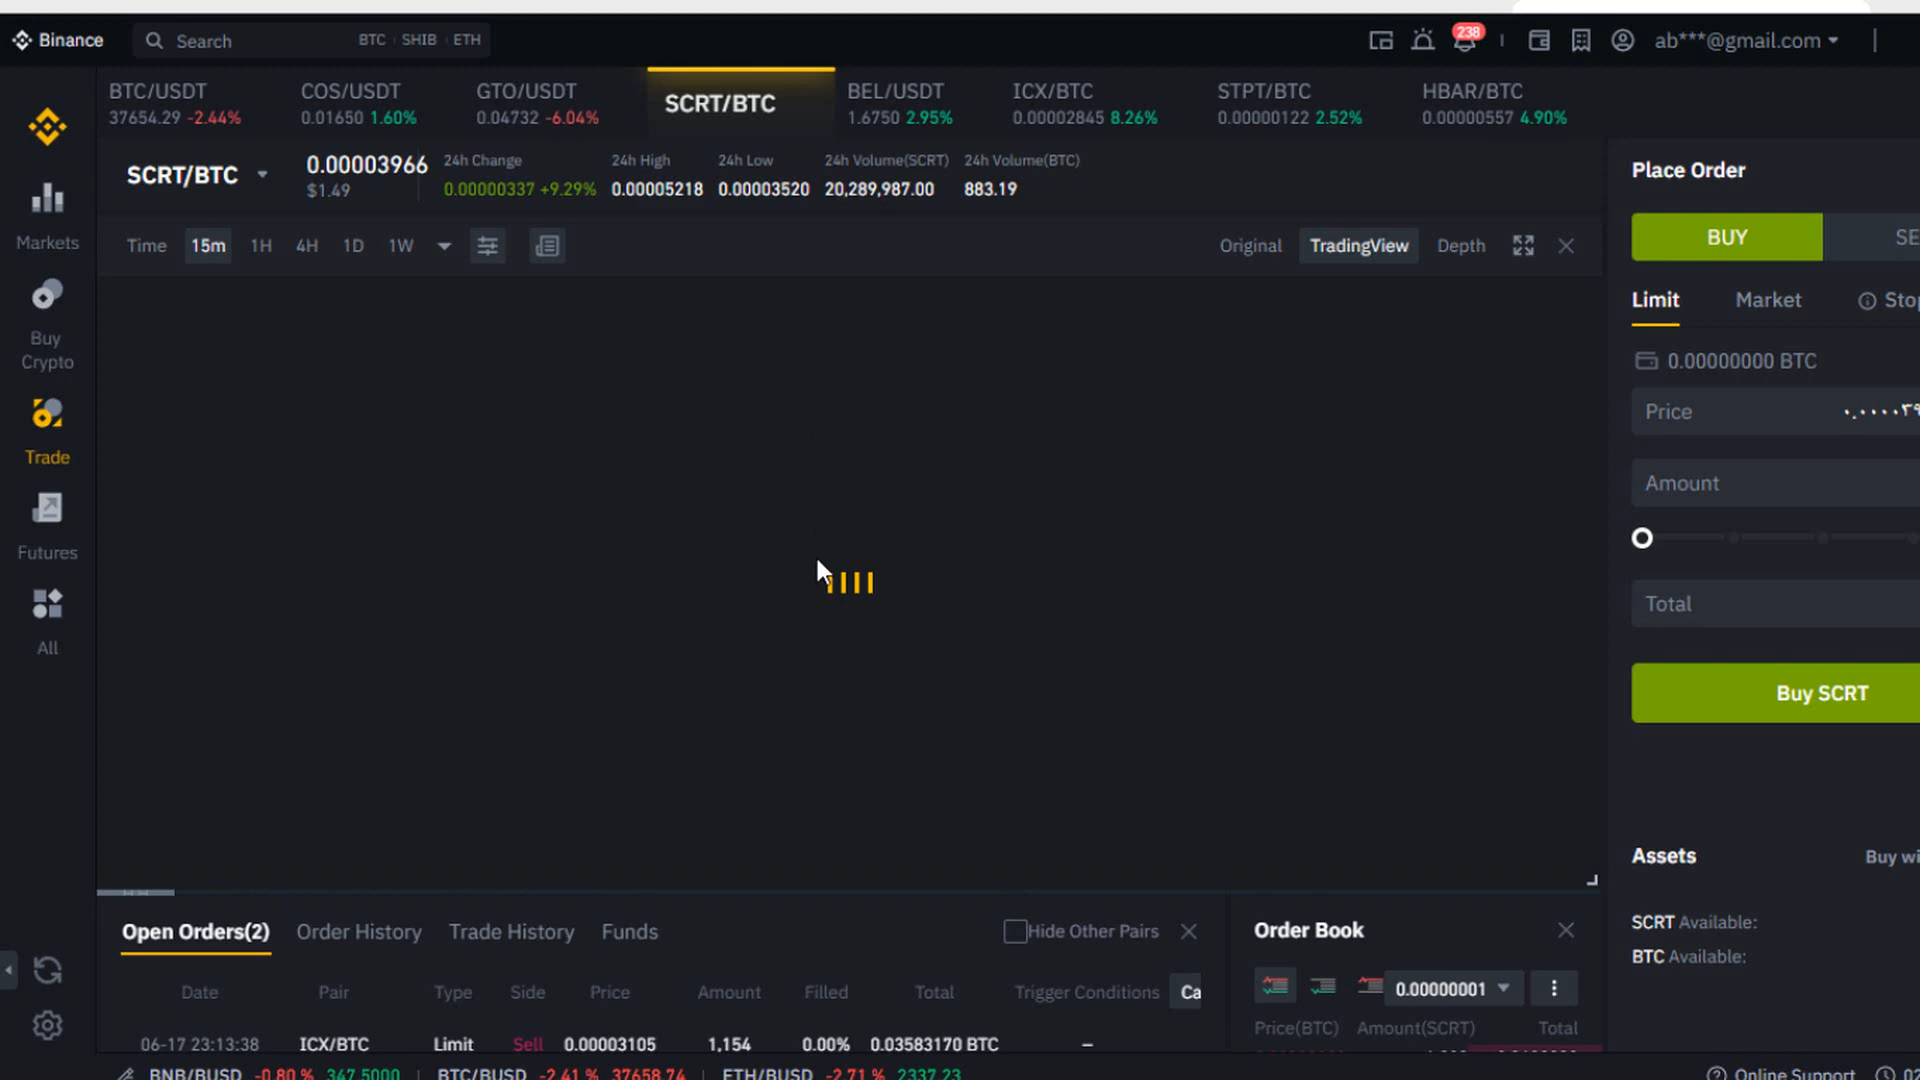 Binance
Search BTC SHIB ETH
238
ab***@gmail.com
BTC/USDT
37654.29 -2.44%
COS/USDT
0.01650 1.60%
GTO/USDT
0.04732 -6.04%
SCRT/BTC
BEL/USDT
1.6750 2.95%
ICX/BTC
0.00002845 8.26%
STPT/BTC
0.00000122 2.52%
HBAR/BTC
0.00000557 4.90%
SCRT/BTC
0.00003966
$1.49
24h Change
0.00000337 +9.29%
24h High
0.00005218
24h Low
0.00003520
24h Volume(SCRT)
20,289,987.00
24h Volume(BTC)
883.19
Markets
Buy
Crypto
Trade
Futures
All
Time 15m 1H 4H 1D 1W
Original TradingView Depth
Place Order
BUY SE
Limit Market Stop
0.00000000 BTC
Price ۰.۰۰۰۰۳۹
Amount
Total
Buy SCRT
Assets Buy wi
SCRT Available:
BTC Available:
Open Orders(2) Order History Trade History Funds Hide Other Pairs
Date Pair Type Side Price Amount Filled Total Trigger Conditions Ca
06-17 23:13:38 ICX/BTC Limit Sell 0.00003105 1,154 0.00% 0.03583170 BTC –
Order Book
0.00000001
Price(BTC) Amount(SCRT) Total
BNB/BUSD -0.80 % 347.5000 BTC/BUSD -2.41 % 37658.74 ETH/BUSD -2.71 % 2337.23
Online Support 02